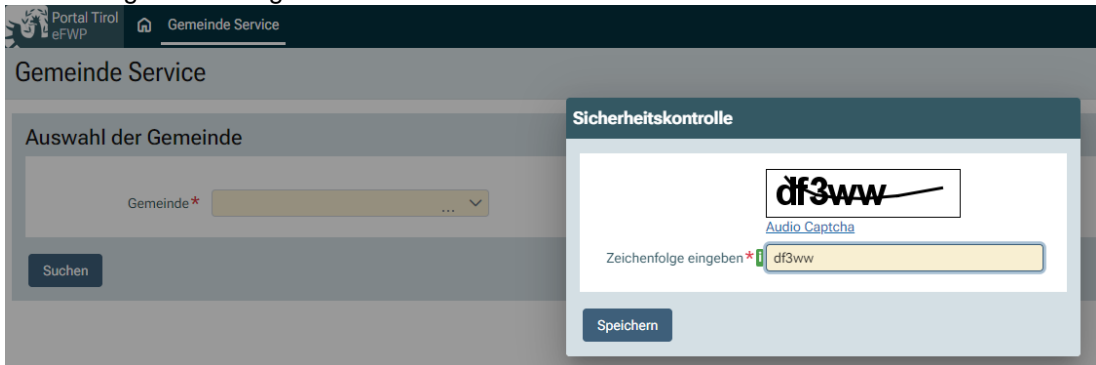 Portal Tirol
eFWP
Gemeinde Service
Gemeinde Service
Auswahl der Gemeinde
Gemeinde*
...
Suchen
Sicherheitskontrolle
df3ww
Audio Captcha
Zeichenfolge eingeben* i df3ww
Speichern